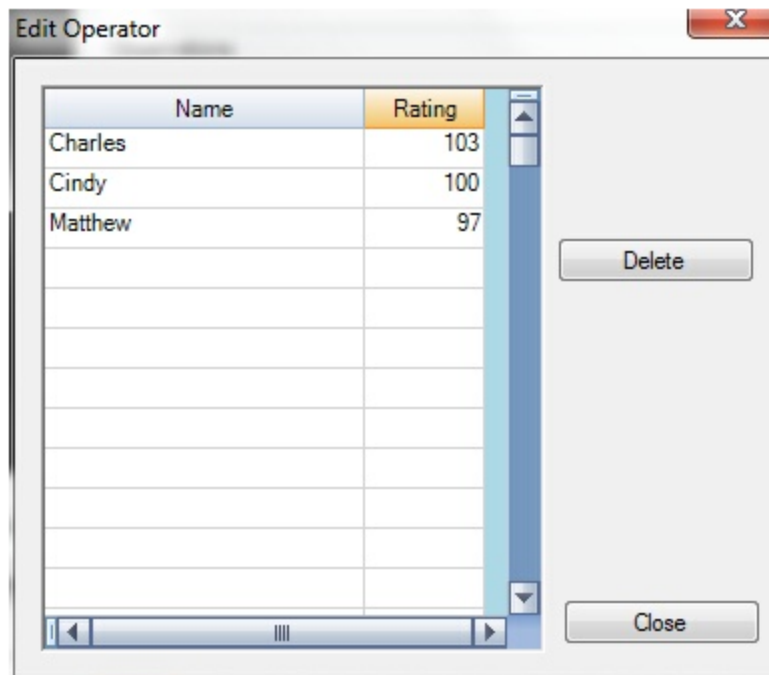 Edit Operator
Name Rating
Charles 103
Cindy 100
Matthew 97
Delete
Close